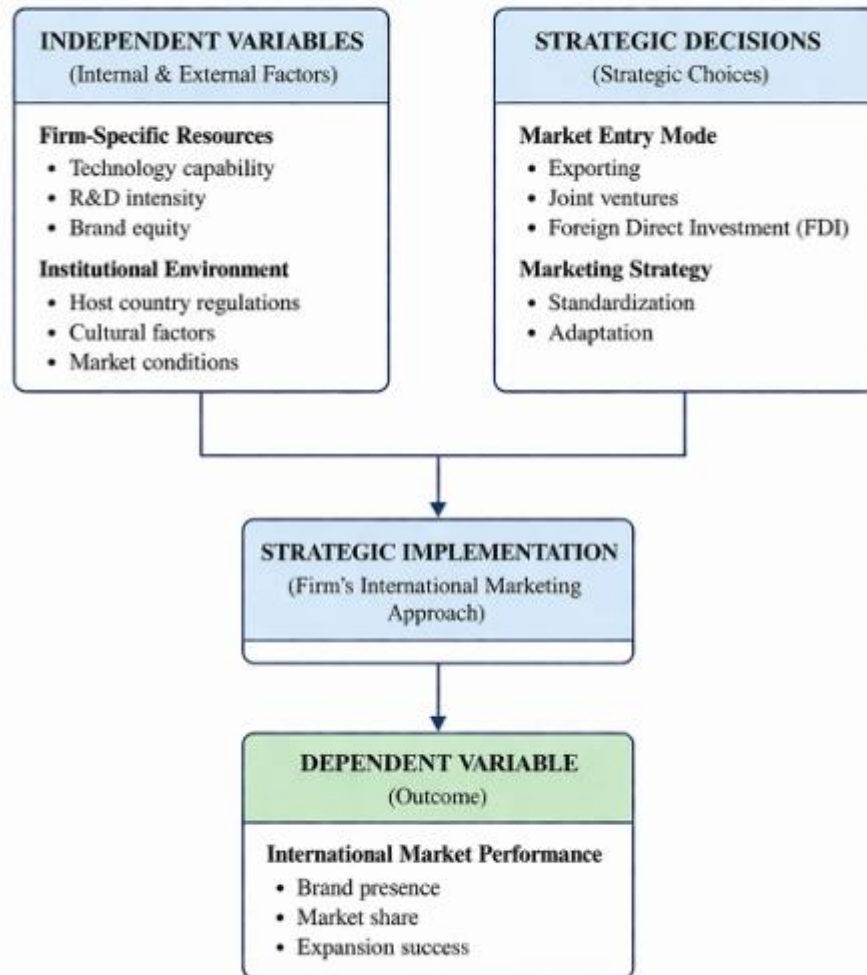 INDEPENDENT VARIABLES
(Internal & External Factors)
Firm-Specific Resources
• Technology capability
• R&D intensity
• Brand equity
Institutional Environment
• Host country regulations
• Cultural factors
• Market conditions
STRATEGIC DECISIONS
(Strategic Choices)
Market Entry Mode
• Exporting
• Joint ventures
• Foreign Direct Investment (FDI)
Marketing Strategy
• Standardization
• Adaptation
STRATEGIC IMPLEMENTATION
(Firm's International Marketing
Approach)
DEPENDENT VARIABLE
(Outcome)
International Market Performance
• Brand presence
• Market share
• Expansion success